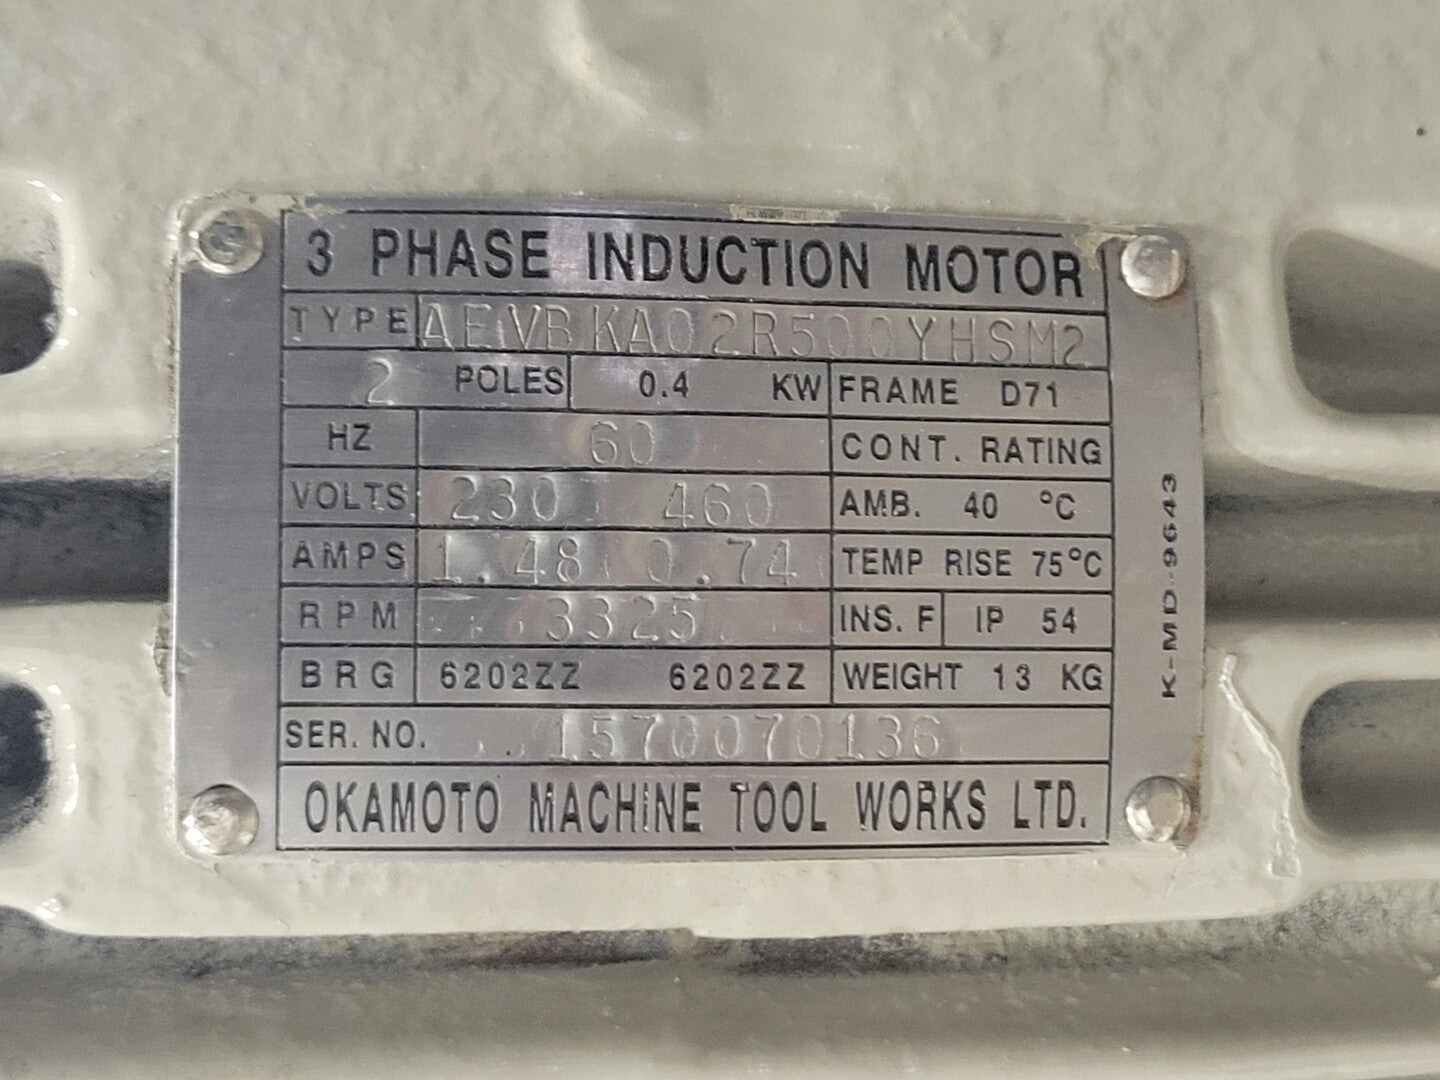 3 PHASE INDUCTION MOTOR
TYPE AEVBKA02R500YHSM2
2 POLES 0.4 KW FRAME D71
HZ 60 CONT. RATING
VOLTS 230 460 AMB. 40 °C
AMPS 1.48 0.74 TEMP RISE 75°C
RPM 3325 INS. F IP 54
BRG 6202ZZ 6202ZZ WEIGHT 13 KG
SER. NO. 1570070136
OKAMOTO MACHINE TOOL WORKS LTD.
K-MD-9643